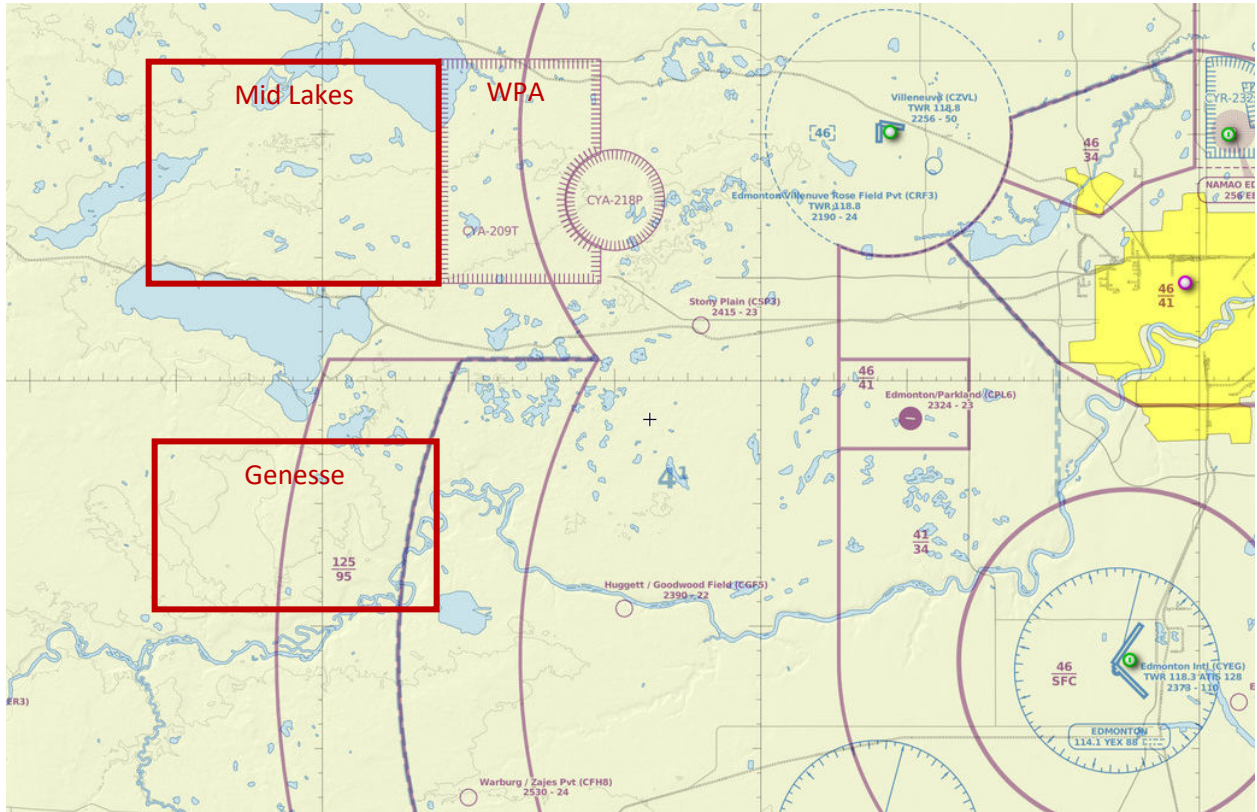 Mid Lakes
WPA
CYA-218P
CYA-209T
Villeneuve (CZVL)
TWR 118.8
2256 - 50
[46]
Edmonton/Villeneuve Rose Field Pvt (CRF3)
TWR 118.8
2190 - 24
46
34
CYR-232
NAMAO ED
256 EE
46
41
Stony Plain (CSP3)
2415 - 23
46
41
Edmonton/Parkland (CPL6)
2324 - 23
Genesse
4¹
125
95
41
34
Huggett / Goodwood Field (CGF5)
2390 - 22
46
SFC
Edmonton Intl (CYEG)
TWR 118.3 ATIS 128
2373 - 110
EDMONTON
114.1 YEX 88
ER3)
E
Warburg / Zajes Pvt (CFH8)
2530 - 24